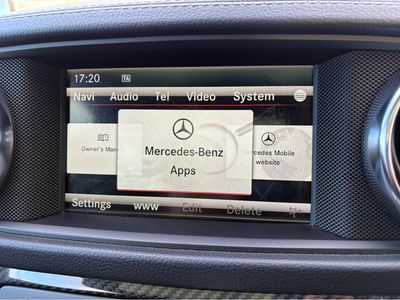 17:20 TA
Navi Audio Tel Video System
Owner's Man
Mercedes-Benz
Apps
Mercedes Mobile
website
Settings www Edit Delete